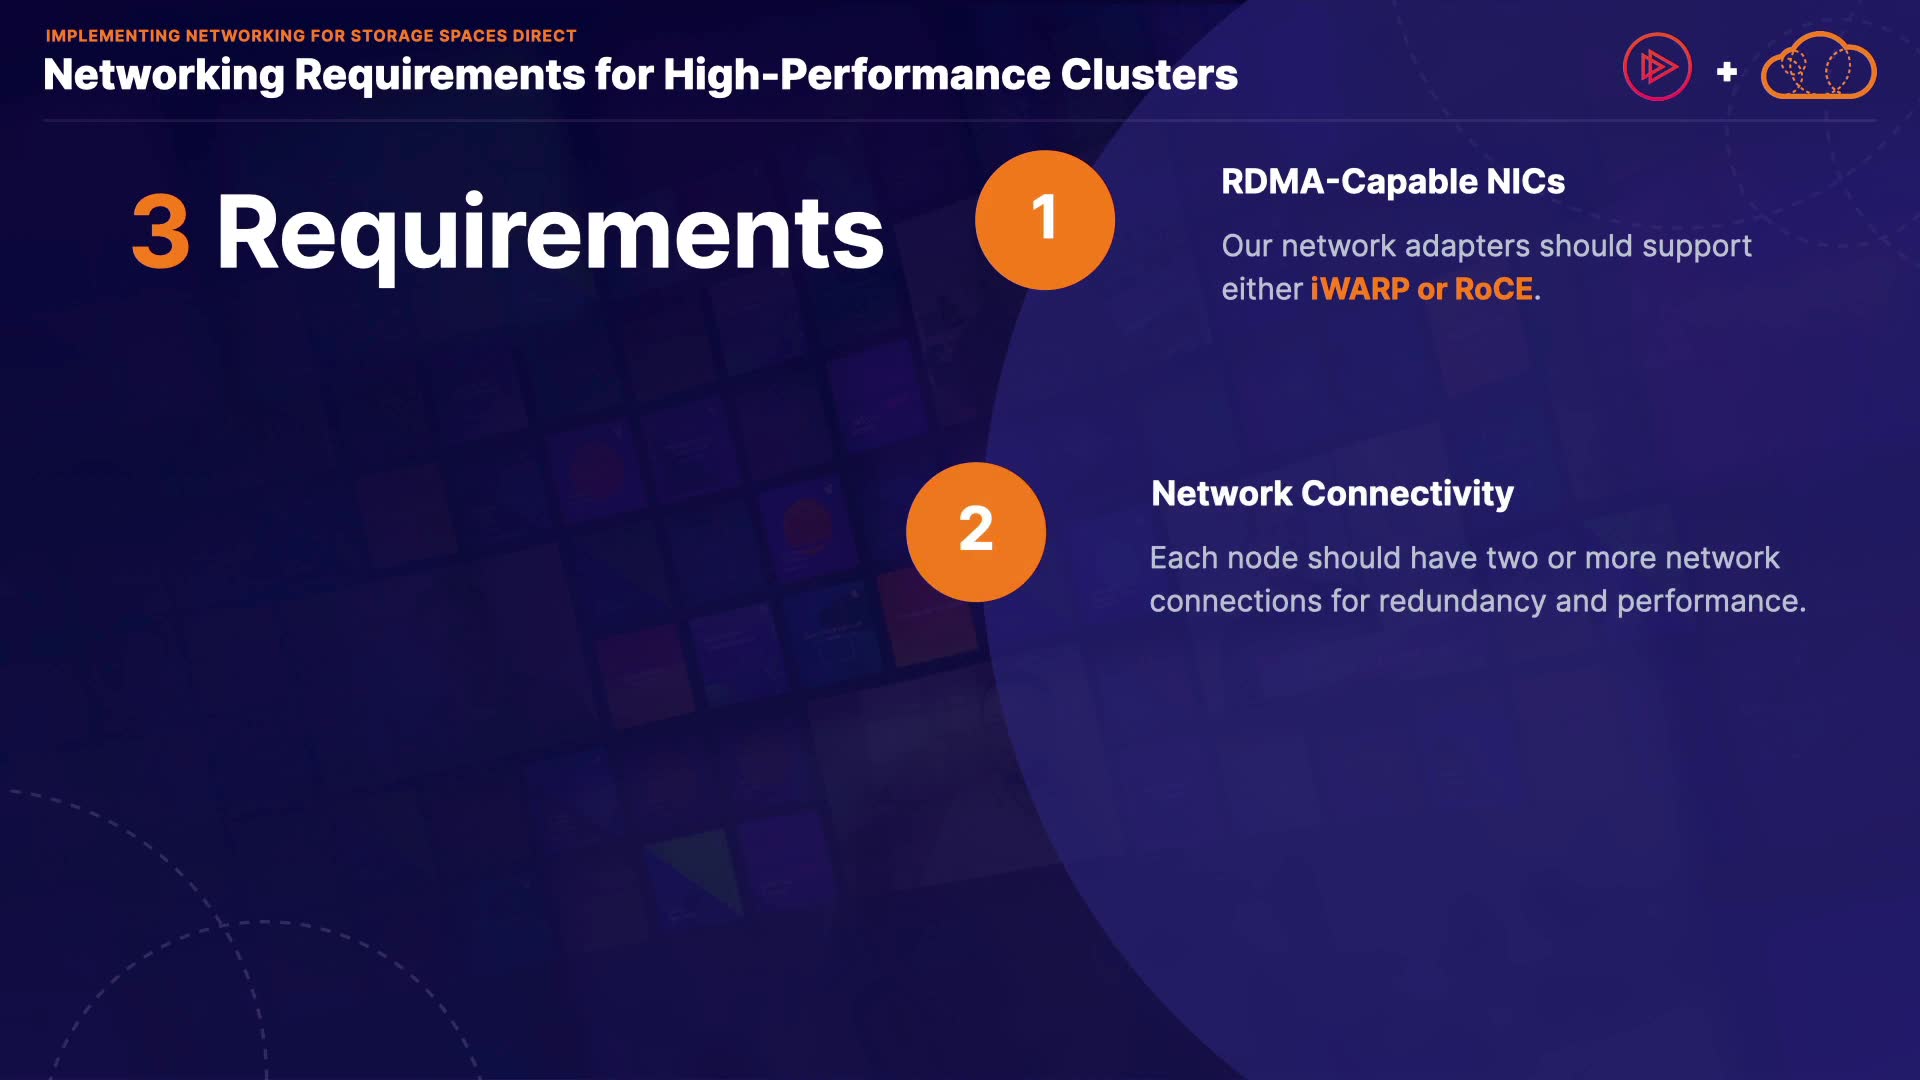 IMPLEMENTING NETWORKING FOR STORAGE SPACES DIRECT
Networking Requirements for High-Performance Clusters
3 Requirements
1
RDMA-Capable NICs
Our network adapters should support
either iWARP or RoCE.
2
Network Connectivity
Each node should have two or more network
connections for redundancy and performance.